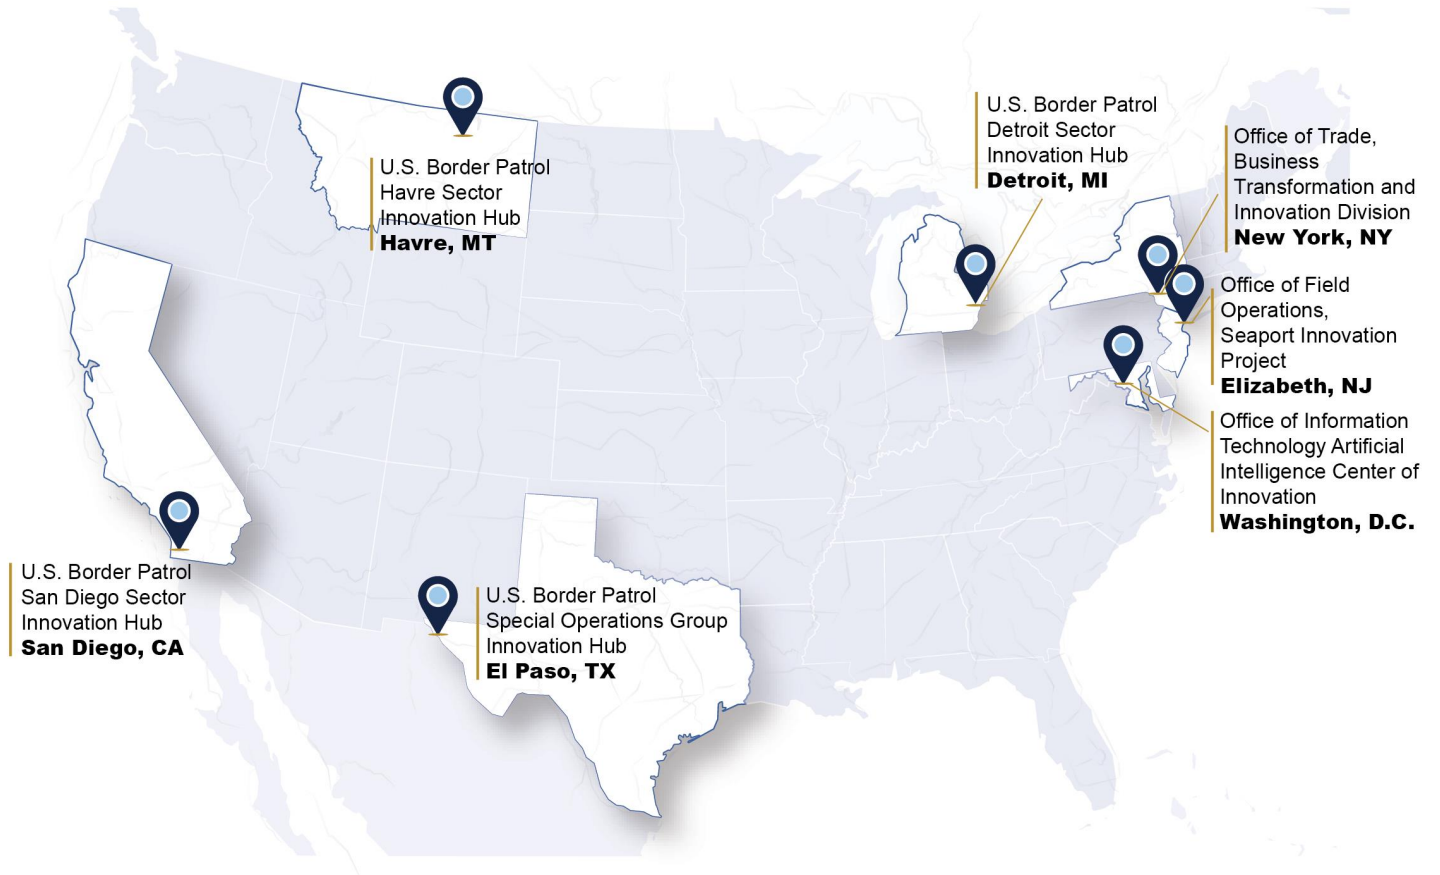 U.S. Border Patrol
Havre Sector
Innovation Hub
Havre, MT
U.S. Border Patrol
Detroit Sector
Innovation Hub
Detroit, MI
Office of Trade,
Business
Transformation and
Innovation Division
New York, NY
Office of Field
Operations,
Seaport Innovation
Project
Elizabeth, NJ
Office of Information
Technology Artificial
Intelligence Center of
Innovation
Washington, D.C.
U.S. Border Patrol
San Diego Sector
Innovation Hub
San Diego, CA
U.S. Border Patrol
Special Operations Group
Innovation Hub
El Paso, TX